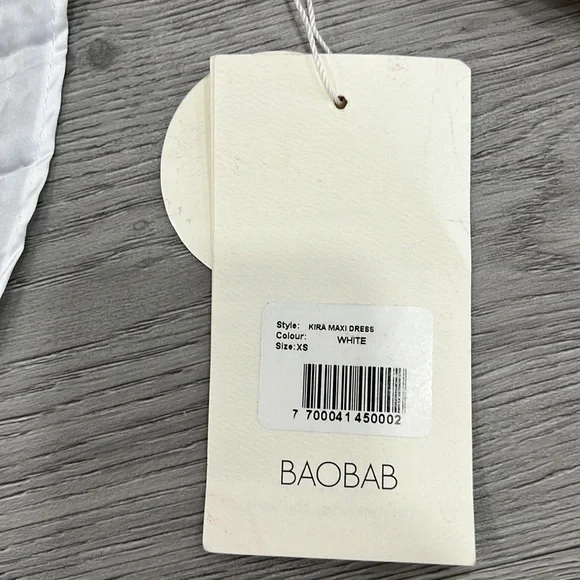 Style: KIRA MAXI DRESS
Colour: WHITE
Size:XS
7 700041 450002
BAOBAB